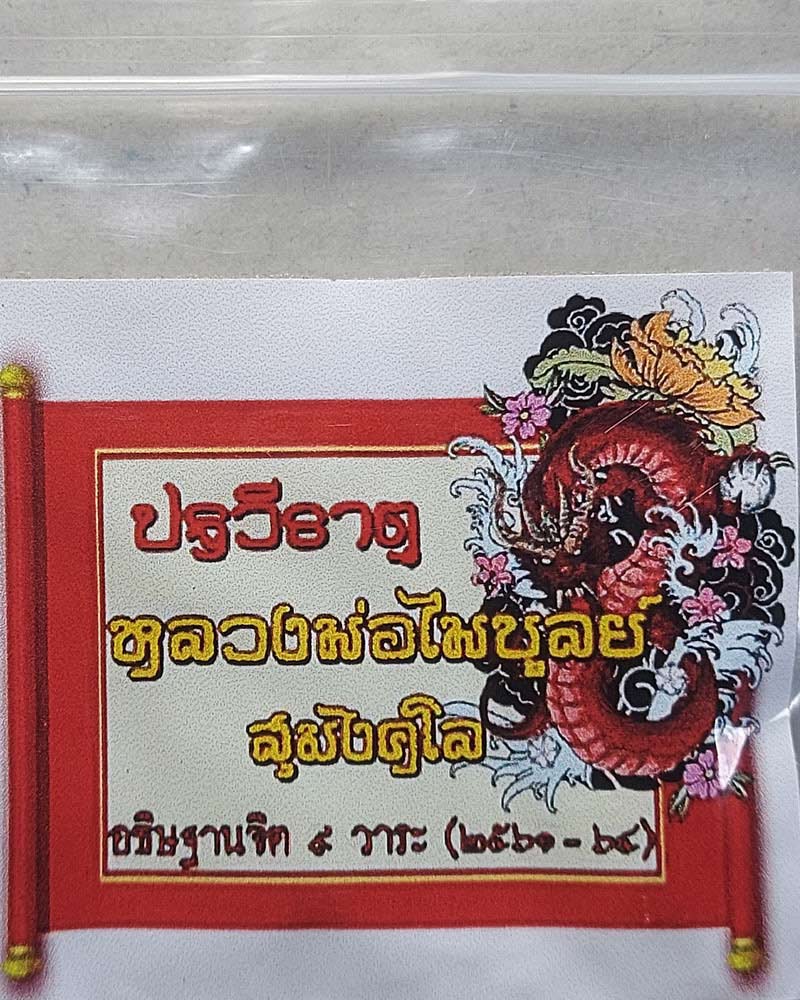 ปฐวีธาตุ
หลวงพ่อไพบูลย์
สุมังคโล
อธิษฐานจิต ๙ วาระ (๒๕๖๑ - ๖๔)